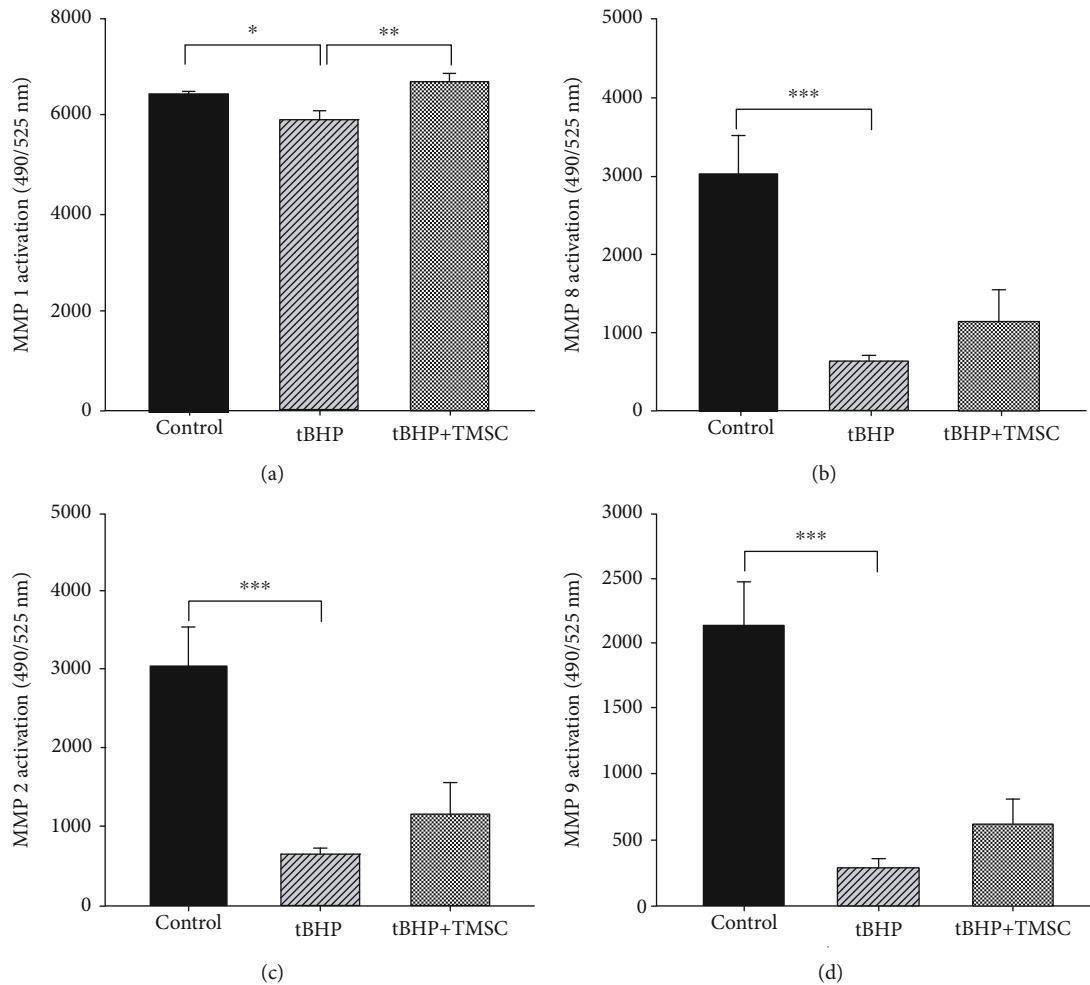 8000
6000
4000
2000
0
MMP 1 activation (490/525 nm)
*
**
Control
tBHP
tBHP+TMSC
(a)
5000
4000
3000
2000
1000
0
MMP 8 activation (490/525 nm)
***
Control
tBHP
tBHP+TMSC
(b)
5000
4000
3000
2000
1000
0
MMP 2 activation (490/525 nm)
***
Control
tBHP
tBHP+TMSC
(c)
3000
2500
2000
1500
1000
500
0
MMP 9 activation (490/525 nm)
***
Control
tBHP
tBHP+TMSC
(d)